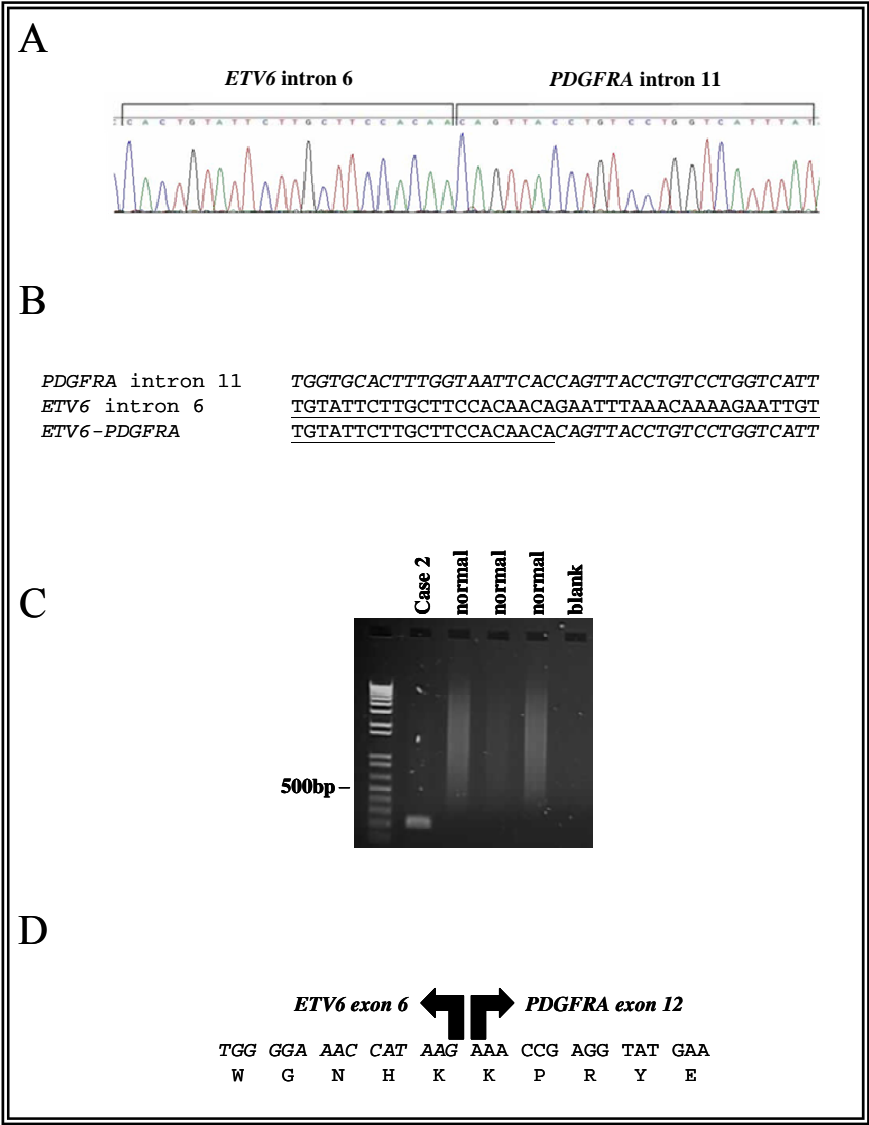 A
ETV6 intron 6 PDGFRA intron 11
C A C T G T A T T C T T G C T T C C A C A A C A G T T A C C T G T C C T G G T C A T T T A T
B
PDGFRA intron 11 TGGTGCACTTTGGTAATTCACCAGTTACCTGTCCTGGTCATT
ETV6 intron 6 TGTATTCTTGCTTCCACAACAGAATTTAAACAAAAGAATTGT
ETV6-PDGFRA TGTATTCTTGCTTCCACAACACAGTTACCTGTCCTGGTCATT
C
Case 2 normal normal normal blank
500bp –
D
ETV6 exon 6 PDGFRA exon 12
TGG GGA AAC CAT AAG AAA CCG AGG TAT GAA
W G N H K K P R Y E